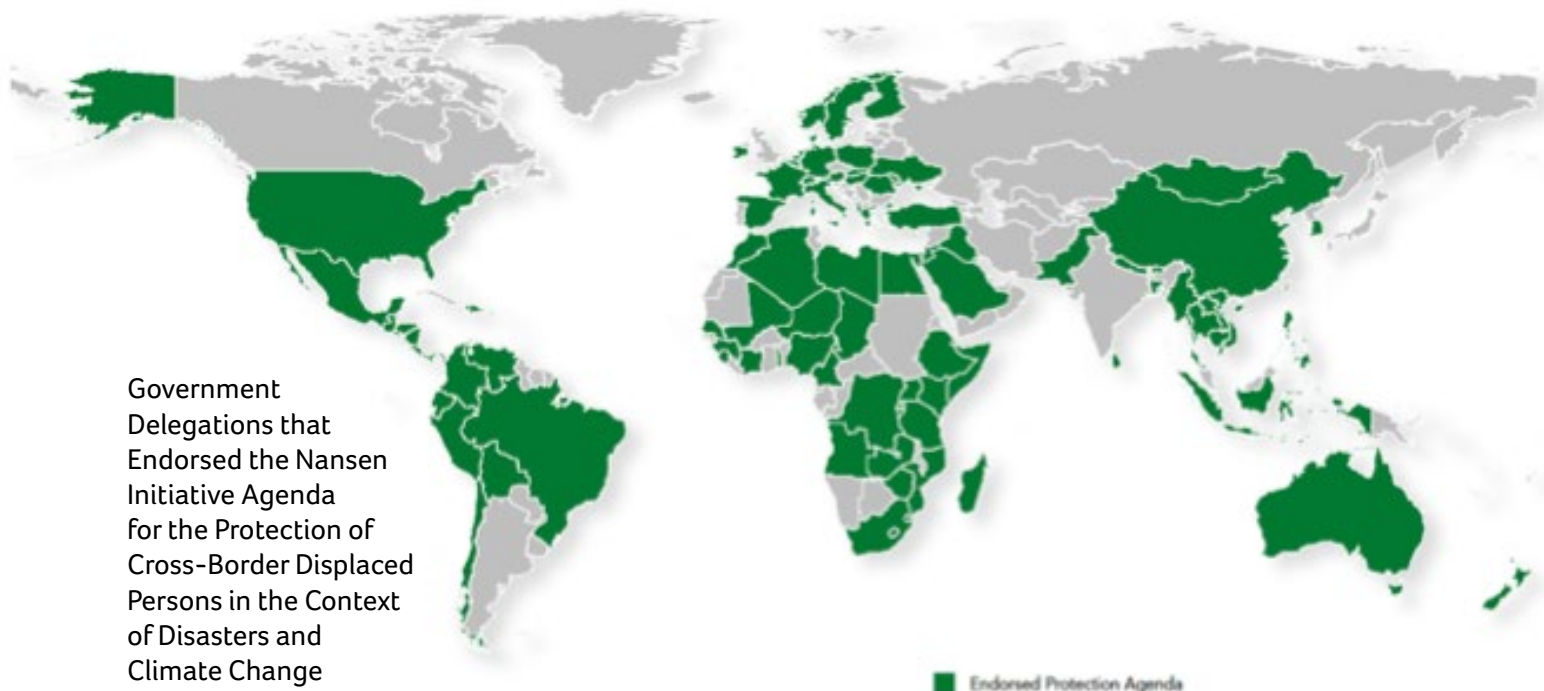 Government
Delegations that
Endorsed the Nansen
Initiative Agenda
for the Protection of
Cross-Border Displaced
Persons in the Context
of Disasters and
Climate Change
Endorsed Protection Agenda